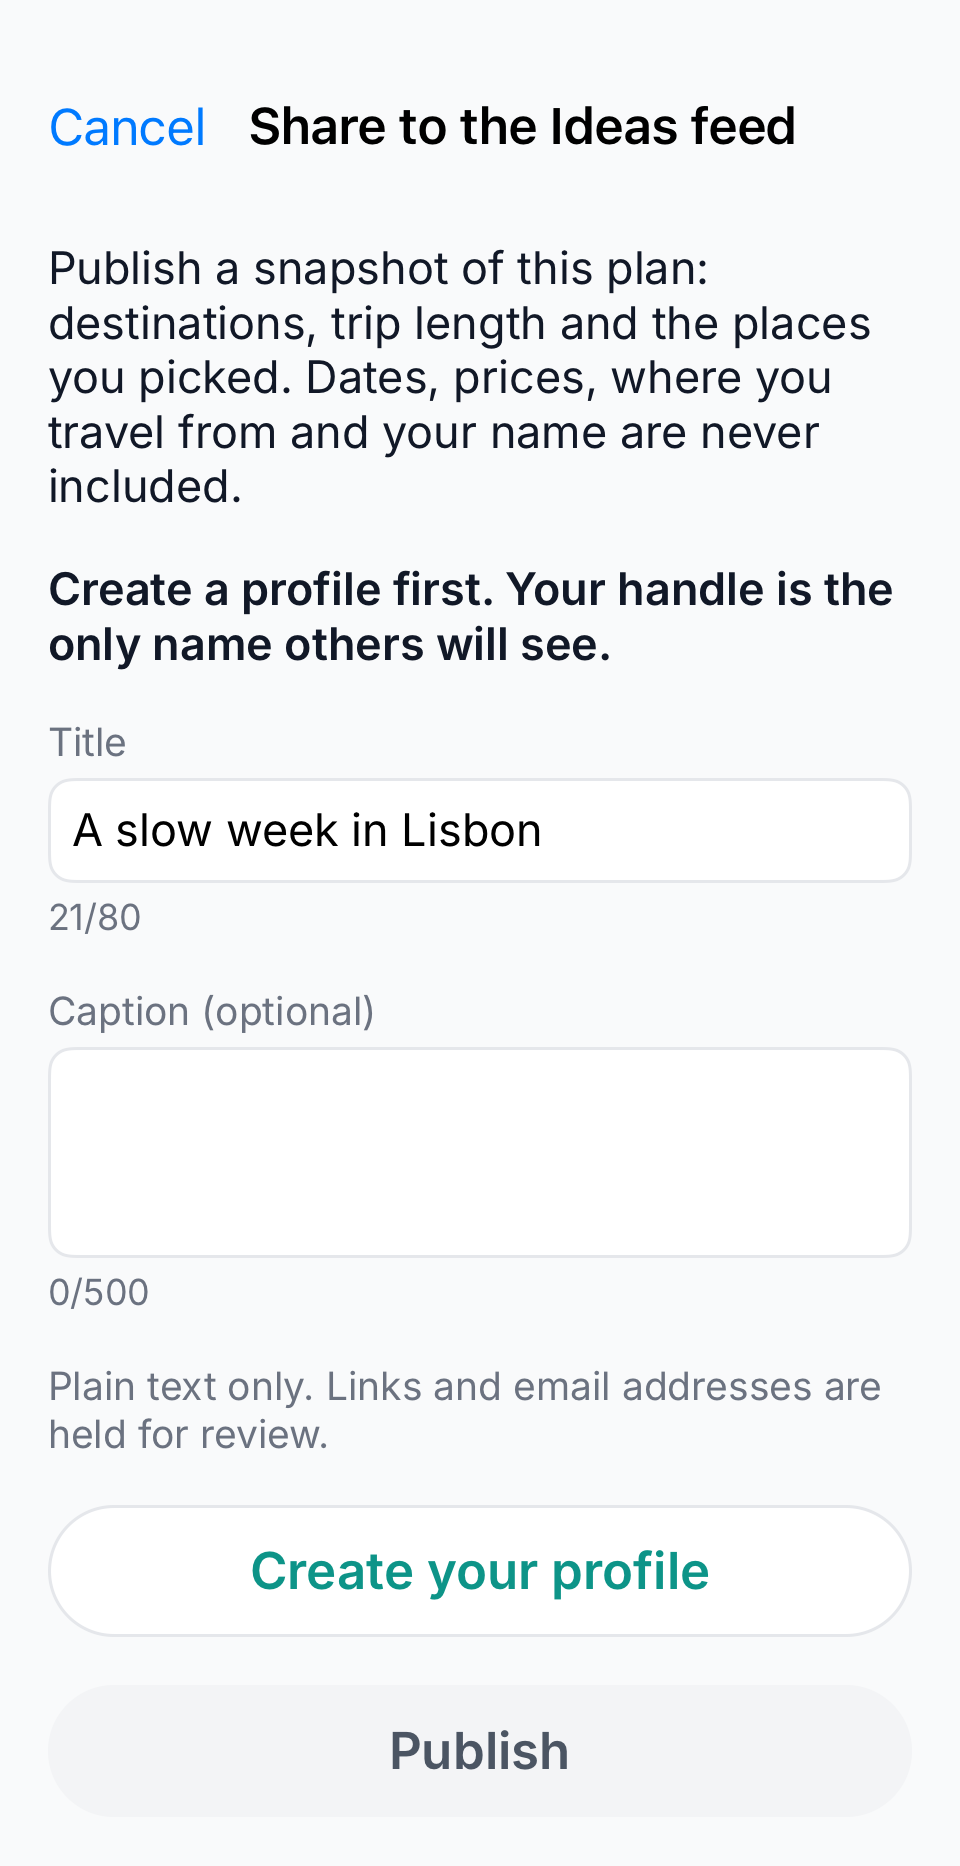 Cancel
Share to the Ideas feed
Publish a snapshot of this plan:
destinations, trip length and the places
you picked. Dates, prices, where you
travel from and your name are never
included.
Create a profile first. Your handle is the
only name others will see.
Title
A slow week in Lisbon
21/80
Caption (optional)
0/500
Plain text only. Links and email addresses are
held for review.
Create your profile
Publish